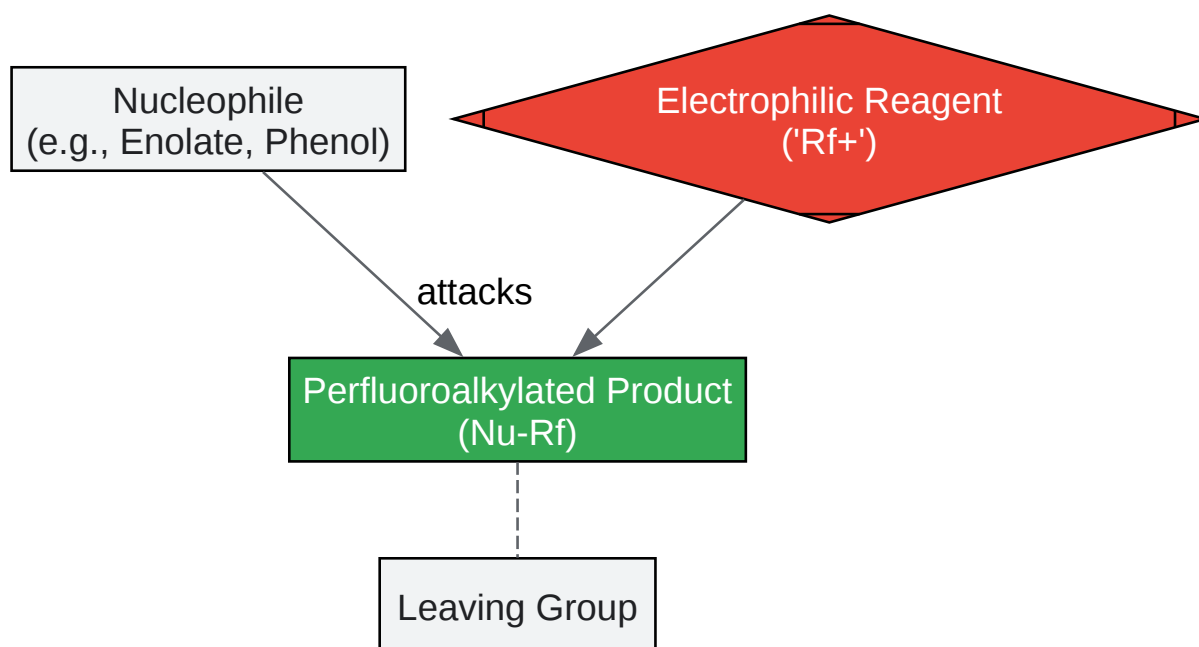 Nucleophile
(e.g., Enolate, Phenol)
Electrophilic Reagent
('Rf+')
attacks
Perfluoroalkylated Product
(Nu-Rf)
Leaving Group